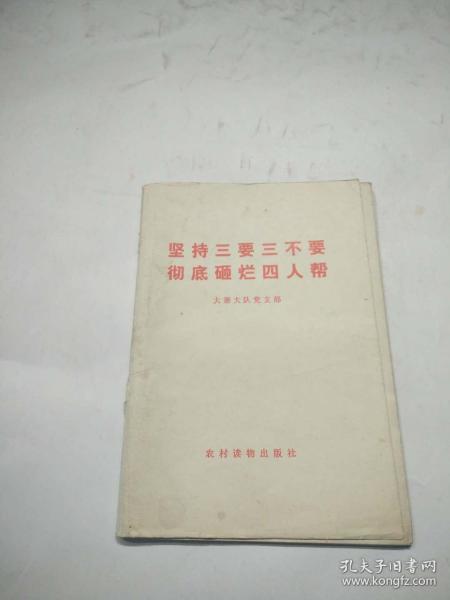 坚持三要三不要
彻底砸烂四人帮
大寨大队党支部
农村读物出版社
孔夫子旧书网
www.kongfz.com